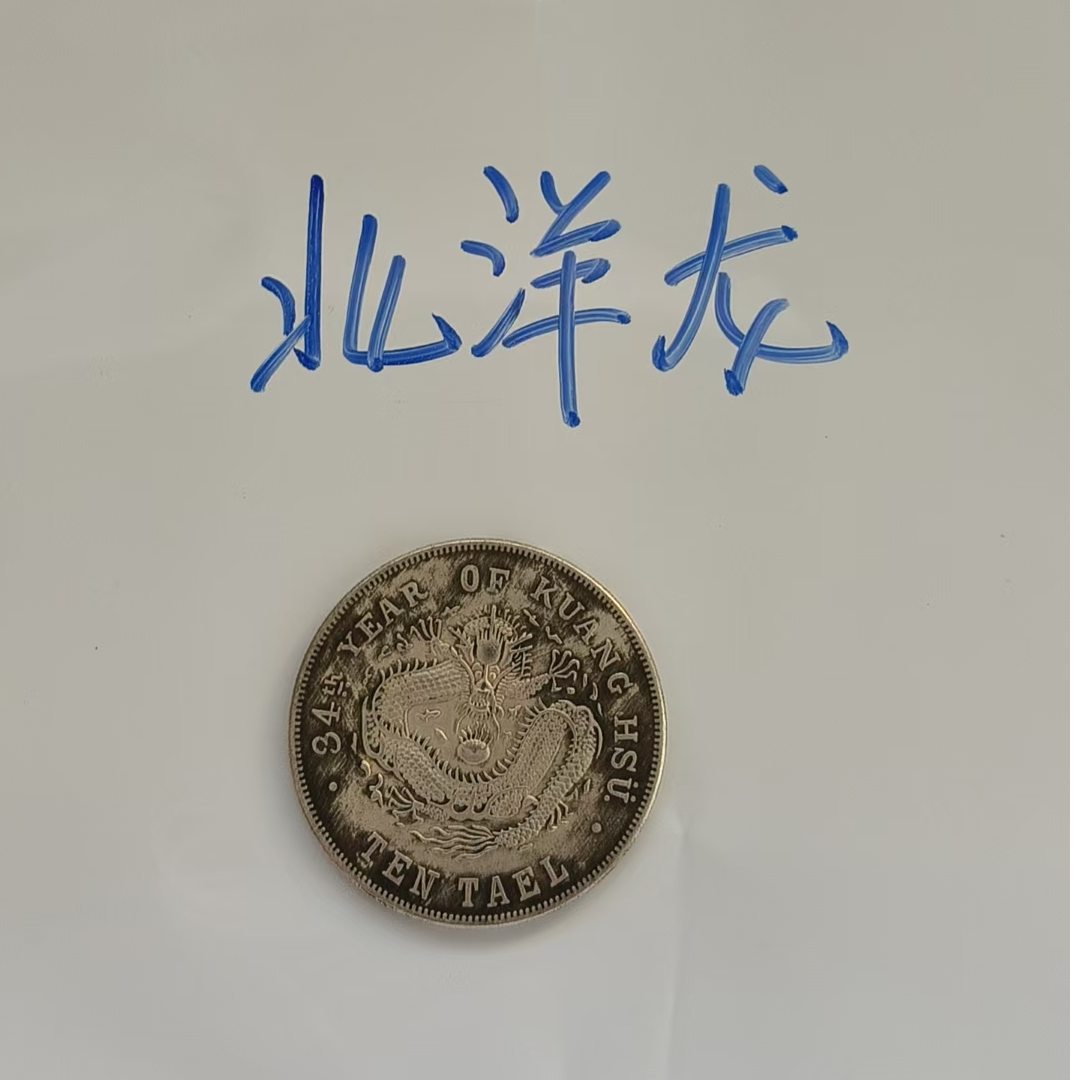 北洋龙
34th YEAR OF KUANG HSÜ
TEN TAEL